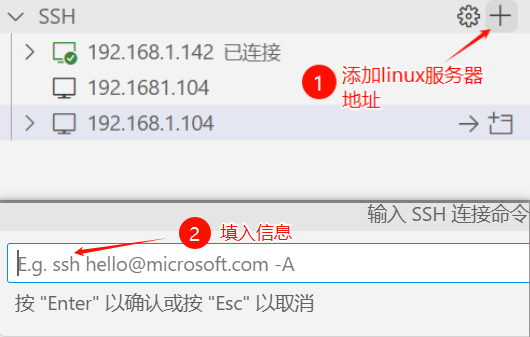 SSH
192.168.1.142 已连接
192.1681.104
1 添加linux服务器
地址
192.168.1.104
输入 SSH 连接命令
2 填入信息
E.g. ssh hello@microsoft.com -A
按 "Enter" 以确认或按 "Esc" 以取消